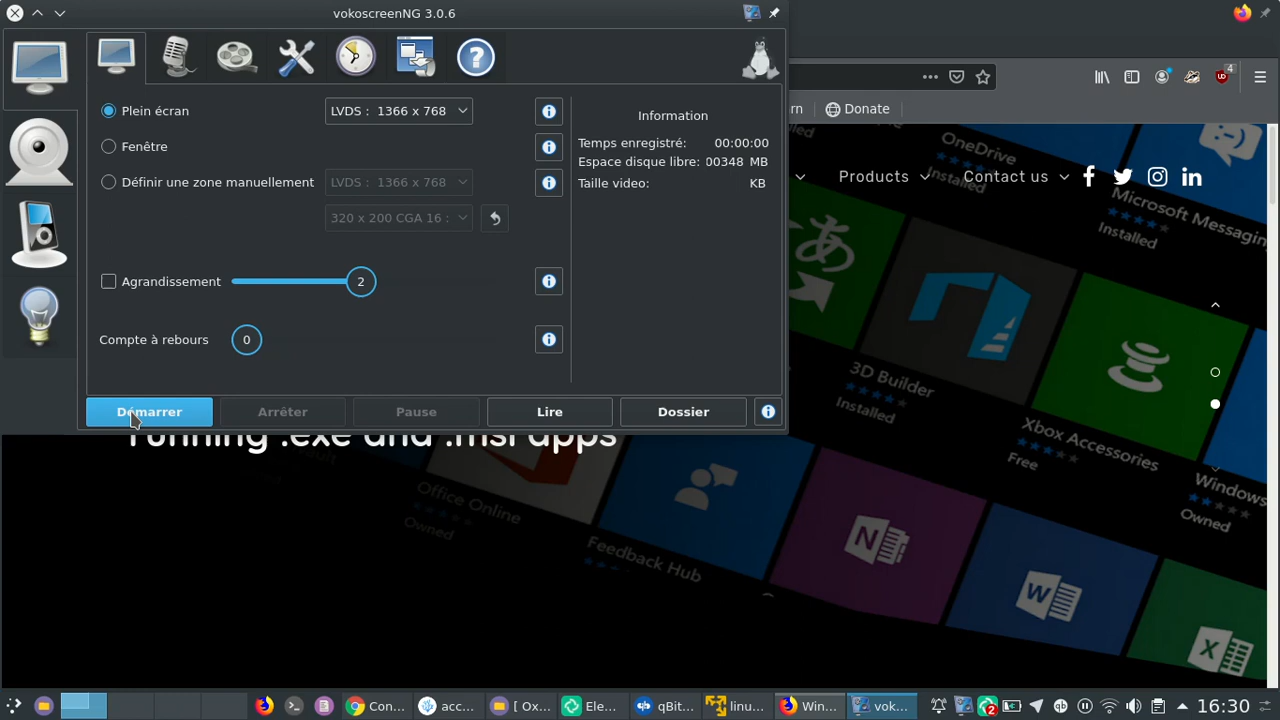 vokoscreenNG 3.0.6
Plein écran
LVDS : 1366 x 768
Fenêtre
Définir une zone manuellement
LVDS : 1366 x 768
320 x 200 CGA 16 :
Agrandissement
2
Compte à rebours
0
Information
Temps enregistré: 00:00:00
Espace disque libre: 00348 MB
Taille video: KB
Démarrer
Arrêter
Pause
Lire
Dossier
4
rn
Donate
Products
Contact us
OneDrive
Installed
Microsoft Messaging
Installed
3D Builder
Installed
Xbox Accessories
Free
Windows
Owned
running .exe and .msi apps
Office Online
Owned
Feedback Hub
Con...
acc...
[ Ox...
Ele...
qBit...
linu...
Win...
vok...
2
16:30